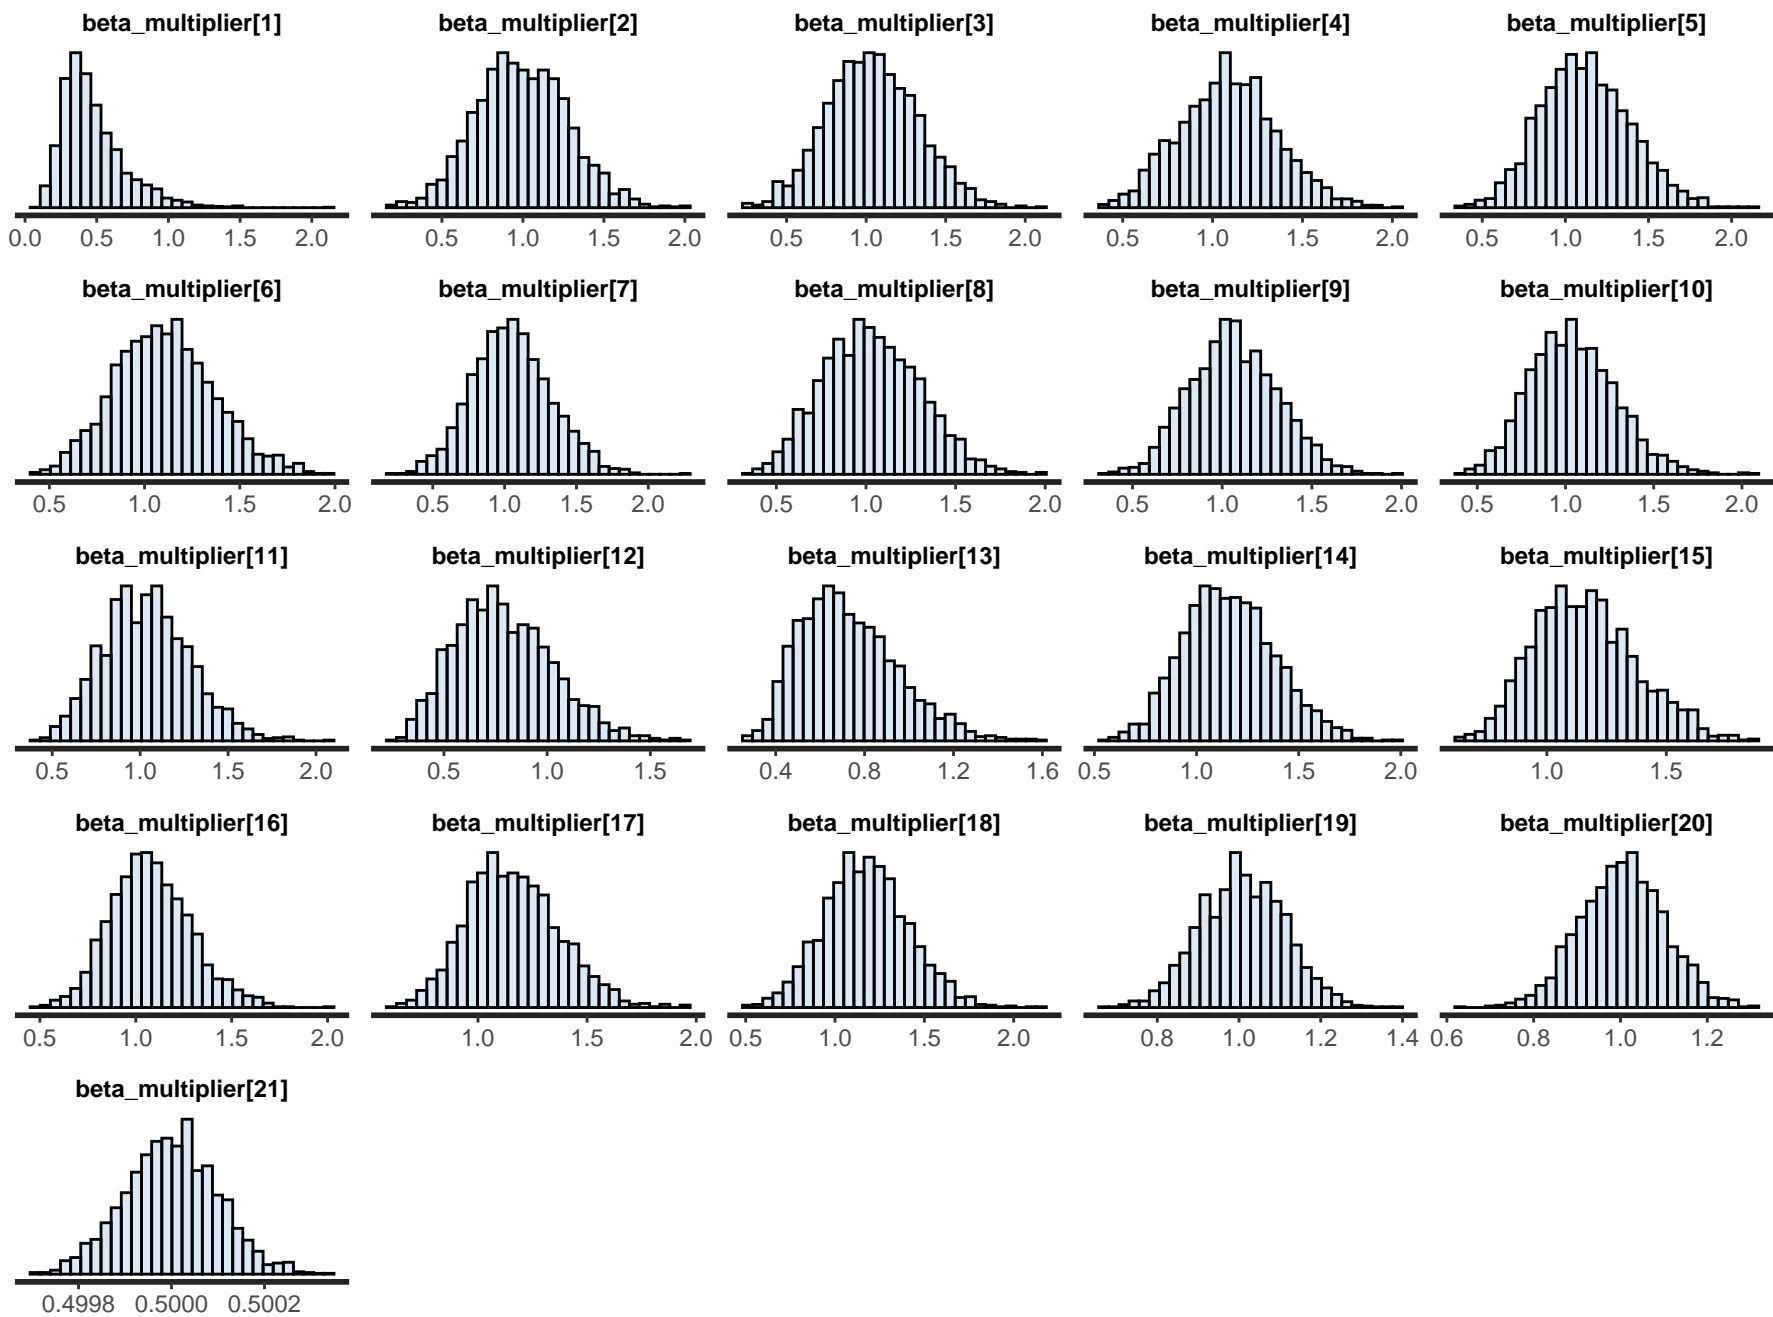 beta_multiplier[1] beta_multiplier[2] beta_multiplier[3] beta_multiplier[4] beta_multiplier[5]
0.0 0.5 1.0 1.5 2.0 0.5 1.0 1.5 2.0 0.5 1.0 1.5 2.0 0.5 1.0 1.5 2.0 0.5 1.0 1.5 2.0
beta_multiplier[6] beta_multiplier[7] beta_multiplier[8] beta_multiplier[9] beta_multiplier[10]
0.5 1.0 1.5 2.0 0.5 1.0 1.5 2.0 0.5 1.0 1.5 2.0 0.5 1.0 1.5 2.0 0.5 1.0 1.5 2.0
beta_multiplier[11] beta_multiplier[12] beta_multiplier[13] beta_multiplier[14] beta_multiplier[15]
0.5 1.0 1.5 2.0 0.5 1.0 1.5 0.4 0.8 1.2 1.6 0.5 1.0 1.5 2.0 1.0 1.5
beta_multiplier[16] beta_multiplier[17] beta_multiplier[18] beta_multiplier[19] beta_multiplier[20]
0.5 1.0 1.5 2.0 1.0 1.5 2.0 0.5 1.0 1.5 2.0 0.8 1.0 1.2 1.4 0.6 0.8 1.0 1.2
beta_multiplier[21]
0.4998 0.5000 0.5002